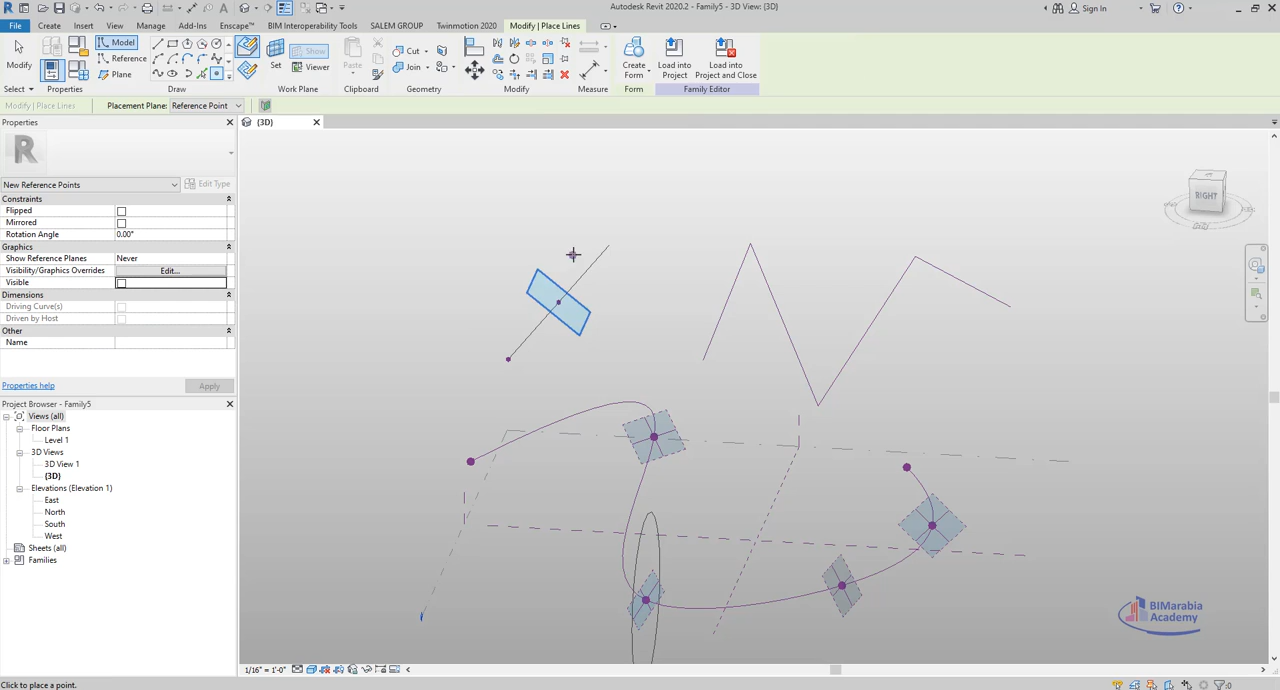 Autodesk Revit 2020.2 - 3D View: {3D}
Sign In
File Create Insert View Manage Add-Ins Enscape™ BIM Interoperability Tools SALEM GROUP Twinmotion 2020 Modify | Place Lines
Modify
Model
Reference
Plane
Set
Show
Viewer
Paste
Cut
Join
Create Form
Load into Project
Load into Project and Close
Select Properties Draw Work Plane Clipboard Geometry Modify Measure Form Family Editor
Modify | Place Lines Placement Plane: Reference Point
Properties
{3D}
New Reference Points Edit Type
Constraints
Flipped
Mirrored
Rotation Angle 0.00°
Graphics
Show Reference Planes Never
Visibility/Graphics Overrides Edit...
Visible
Dimensions
Driving Curve(s)
Driven by Host
Other
Name
Properties help Apply
Project Browser - Family5
Views (all)
Floor Plans
Level 1
3D Views
3D View 1
{3D}
Elevations (Elevation 1)
East
North
South
West
Sheets (all)
Families
RIGHT
BIMarabia
Academy
1/16" = 1'-0"
Click to place a point.
:0